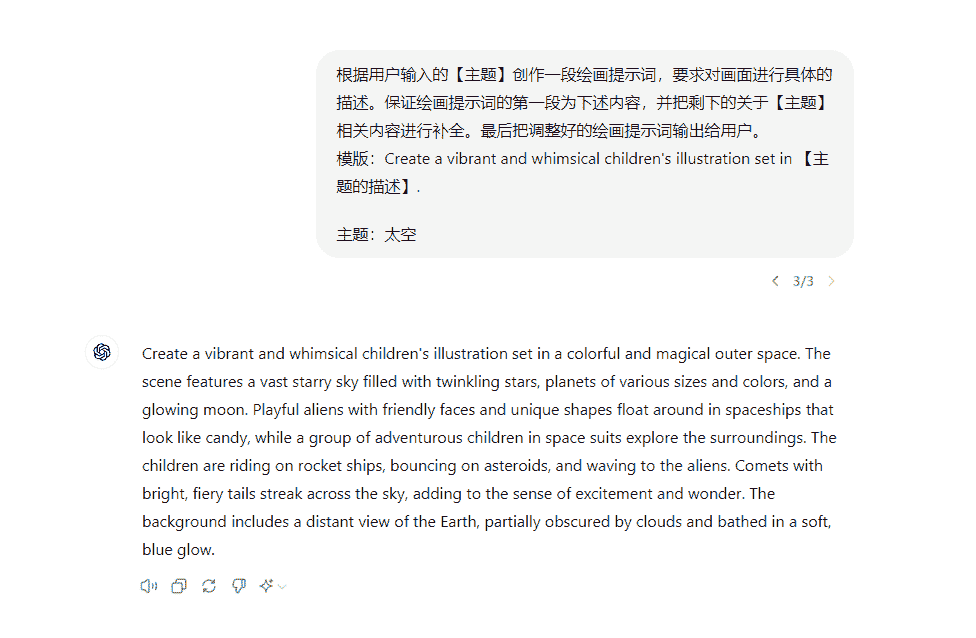 根据用户输入的【主题】创作一段绘画提示词，要求对画面进行具体的
描述。保证绘画提示词的第一段为下述内容，并把剩下的关于【主题】
相关内容进行补全。最后把调整好的绘画提示词输出给用户。
模版：Create a vibrant and whimsical children's illustration set in 【主
题的描述】.
主题：太空
3/3
Create a vibrant and whimsical children's illustration set in a colorful and magical outer space. The
scene features a vast starry sky filled with twinkling stars, planets of various sizes and colors, and a
glowing moon. Playful aliens with friendly faces and unique shapes float around in spaceships that
look like candy, while a group of adventurous children in space suits explore the surroundings. The
children are riding on rocket ships, bouncing on asteroids, and waving to the aliens. Comets with
bright, fiery tails streak across the sky, adding to the sense of excitement and wonder. The
background includes a distant view of the Earth, partially obscured by clouds and bathed in a soft,
blue glow.